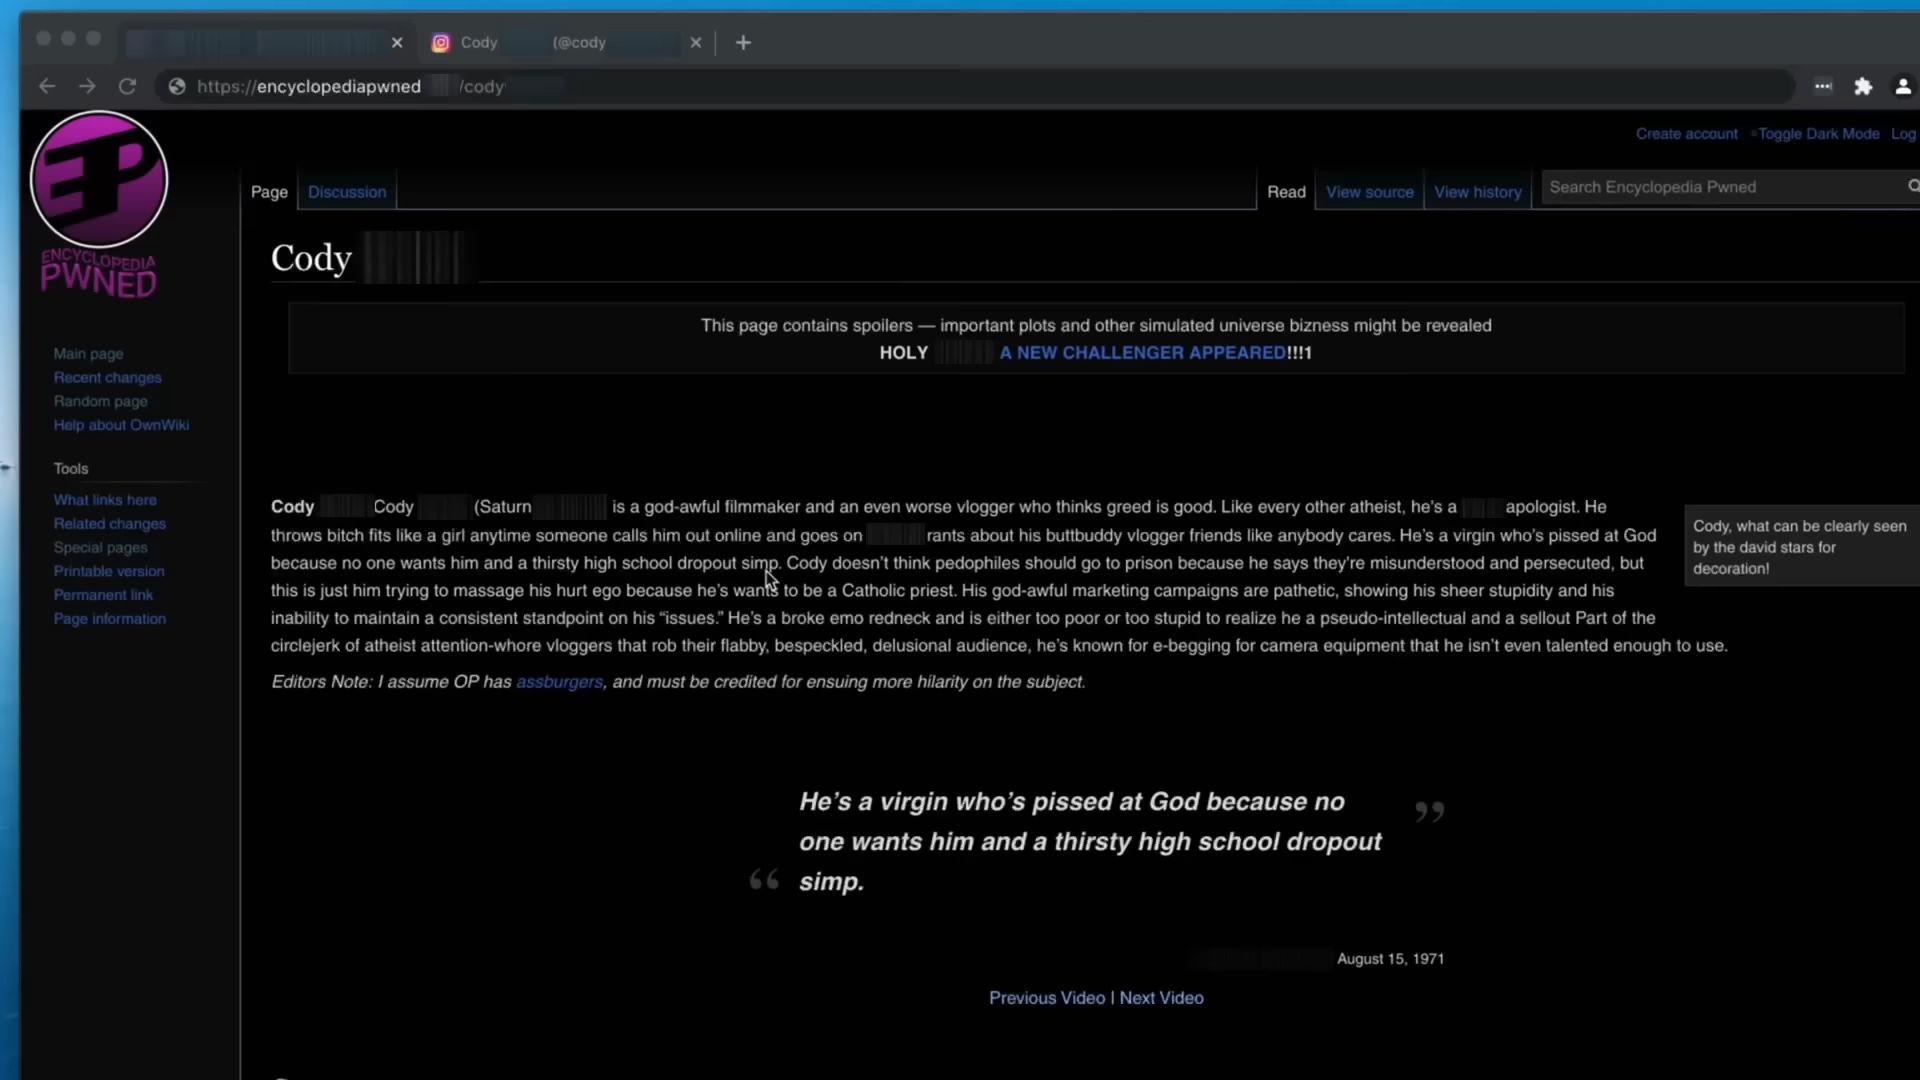 Cody (@cody
https://encyclopediapwned /cody
Create account Toggle Dark Mode Log
EP
ENCYCLOPEDIA
PWNED
Page Discussion Read View source View history Search Encyclopedia Pwned
Cody
This page contains spoilers — important plots and other simulated universe bizness might be revealed
HOLY A NEW CHALLENGER APPEARED!!!1
Main page
Recent changes
Random page
Help about OwnWiki
Tools
What links here
Related changes
Special pages
Printable version
Permanent link
Page information
Cody Cody (Saturn is a god-awful filmmaker and an even worse vlogger who thinks greed is good. Like every other atheist, he's a apologist. He
throws bitch fits like a girl anytime someone calls him out online and goes on rants about his buttbuddy vlogger friends like anybody cares. He's a virgin who's pissed at God
because no one wants him and a thirsty high school dropout simp. Cody doesn't think pedophiles should go to prison because he says they're misunderstood and persecuted, but
this is just him trying to massage his hurt ego because he's wants to be a Catholic priest. His god-awful marketing campaigns are pathetic, showing his sheer stupidity and his
inability to maintain a consistent standpoint on his “issues.” He's a broke emo redneck and is either too poor or too stupid to realize he a pseudo-intellectual and a sellout Part of the
circlejerk of atheist attention-whore vloggers that rob their flabby, bespeckled, delusional audience, he's known for e-begging for camera equipment that he isn't even talented enough to use.
Cody, what can be clearly seen
by the david stars for
decoration!
Editors Note: I assume OP has assburgers, and must be credited for ensuing more hilarity on the subject.
“ He's a virgin who's pissed at God because no
one wants him and a thirsty high school dropout
simp. ”
August 15, 1971
Previous Video | Next Video